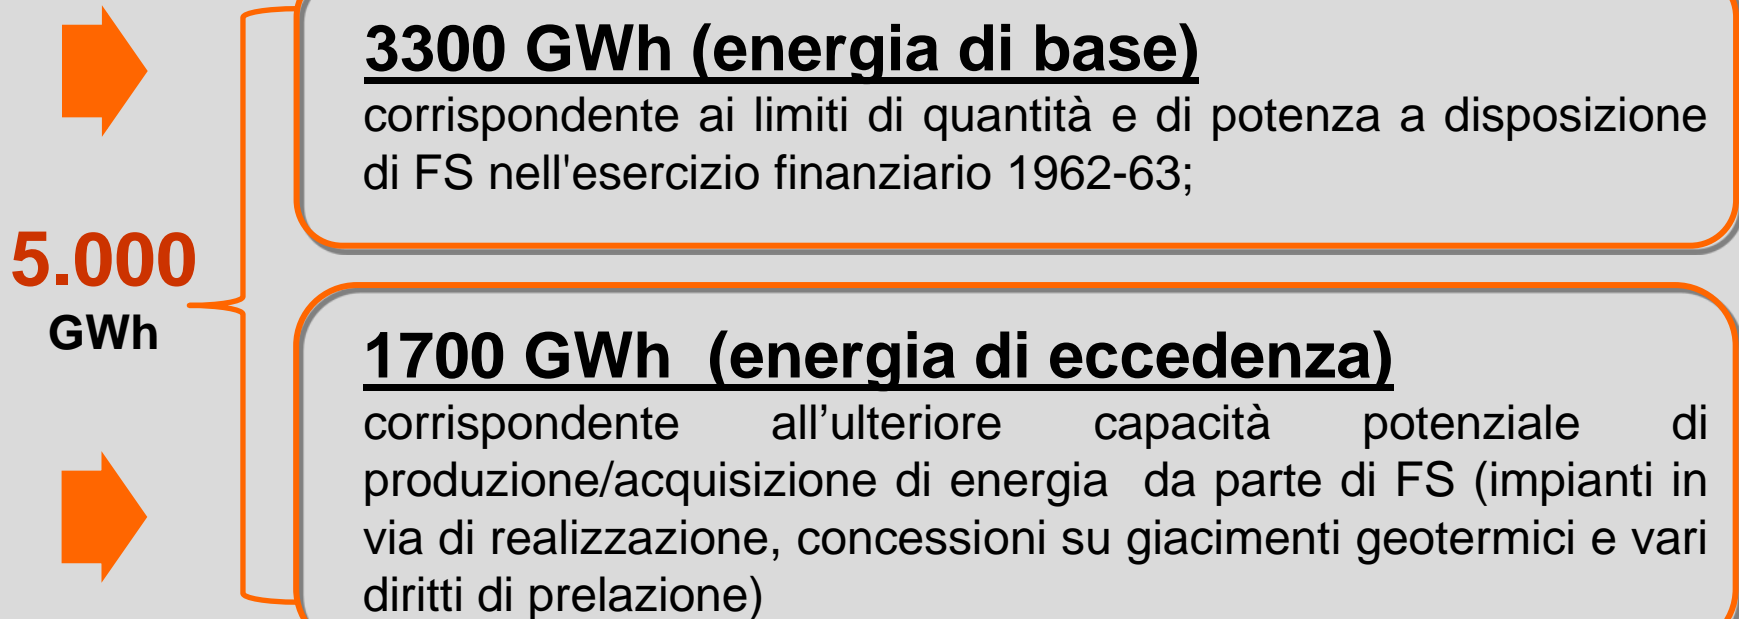 3300 GWh (energia di base)
corrispondente ai limiti di quantità e di potenza a disposizione
di FS nell'esercizio finanziario 1962-63;
5.000
GWh
1700 GWh (energia di eccedenza)
corrispondente all’ulteriore capacità potenziale di
produzione/acquisizione di energia da parte di FS (impianti in
via di realizzazione, concessioni su giacimenti geotermici e vari
diritti di prelazione)